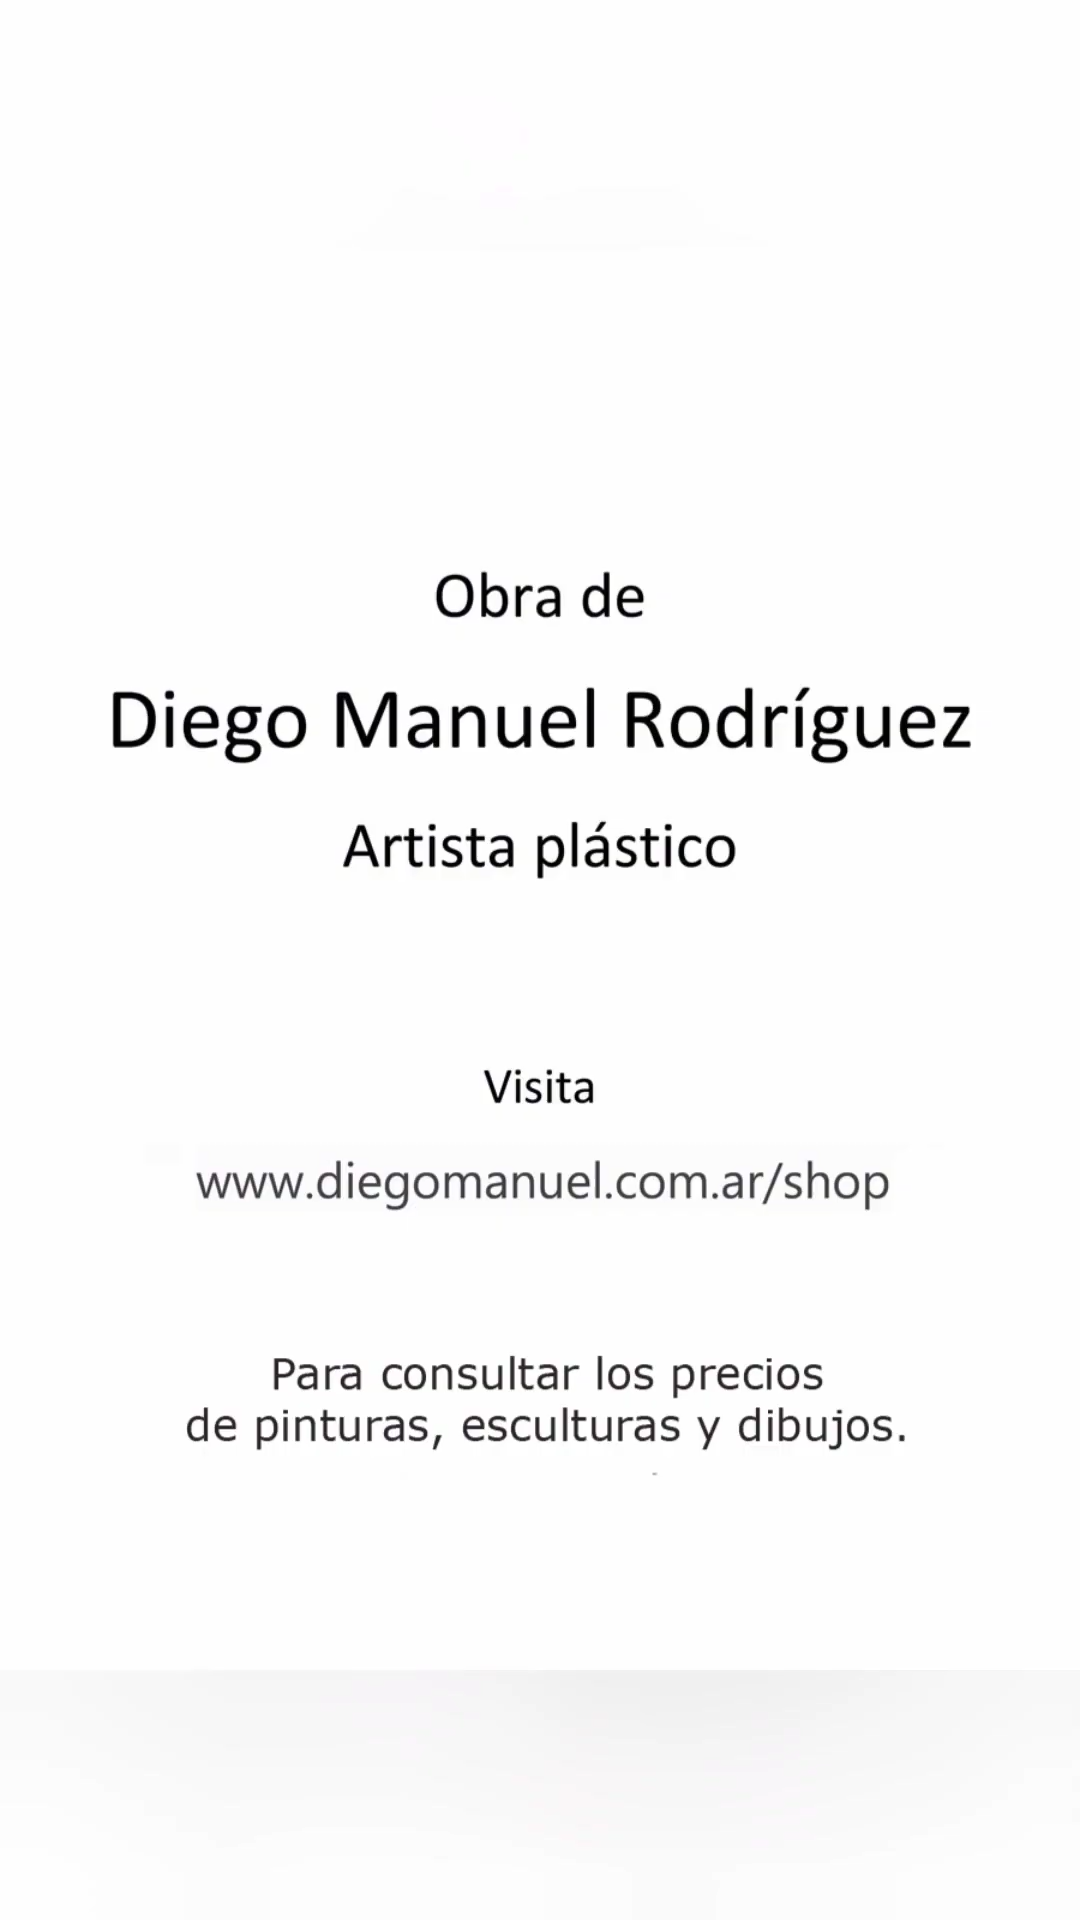 Obra de
Diego Manuel Rodríguez
Artista plástico
Visita
www.diegomanuel.com.ar/shop
Para consultar los precios
de pinturas, esculturas y dibujos.